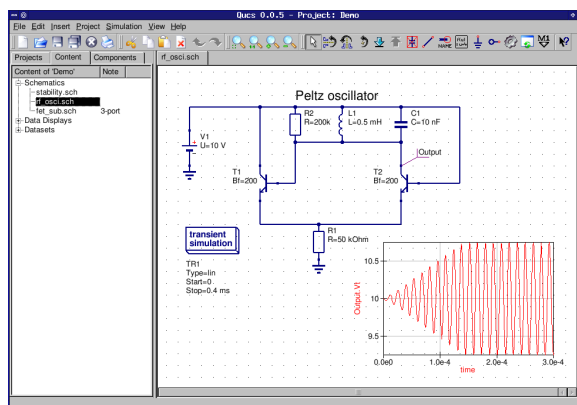 Qucs 0.0.5 - Project: Demo
File Edit Insert Project Simulation View Help
NAME
M1
Projects Content Components
rf_osci.sch
Content of 'Demo' Note
Schematics
stability.sch
rf_osci.sch
fet_sub.sch 3-port
Data Displays
Datasets
Peltz oscillator
R2
R=200k
L1
L=0.5 mH
C1
C=10 nF
V1
U=10 V
Output
T1
Bf=200
T2
Bf=200
R1
R=50 kOhm
transient
simulation
TR1
Type=lin
Start=0
Stop=0.4 ms
10.5
10
9.5
Output.Vt
0.0e0 1.0e-4 2.0e-4 3.0e-4
time